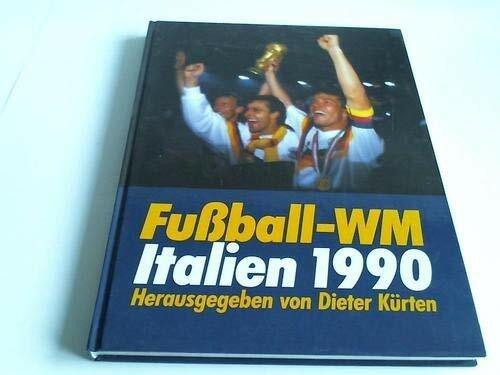 Fußball-WM
Italien 1990
Herausgegeben von Dieter Kürten